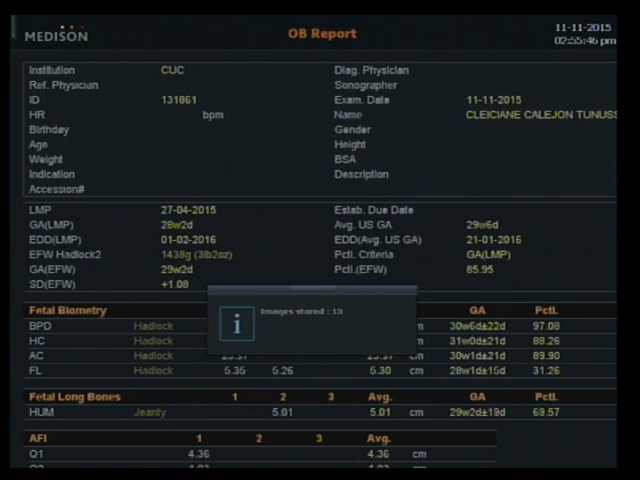 MEDISON OB Report 11-11-2015
02:55:46 pm
Institution CUC Diag. Physician
Ref. Physician Sonographer
ID 131861 Exam. Date 11-11-2015
HR bpm Name CLEICIANE CALEJON TUNUSS
Birthday Gender
Age Height
Weight BSA
Indication Description
Accession#
LMP 27-04-2015 Estab. Due Date
GA(LMP) 28w2d Avg. US GA 29w6d
EDD(LMP) 01-02-2016 EDD(Avg. US GA) 21-01-2016
EFW Hadlock2 1438g (3lb2oz) Pctl. Criteria GA(LMP)
GA(EFW) 29w2d Pctl.(EFW) 85.95
SD(EFW) +1.08
Images stored : 13
Fetal Biometry GA Pctl.
BPD Hadlock m 30w6d±22d 97.08
HC Hadlock m 31w0d±21d 88.26
AC Hadlock cm 30w1d±21d 89.90
FL Hadlock 5.35 5.26 5.30 cm 28w1d±15d 31.26
Fetal Long Bones 1 2 3 Avg. GA Pctl.
HUM Jeanty 5.01 5.01 cm 29w2d±19d 69.57
AFI 1 2 3 Avg.
Q1 4.36 4.36 cm